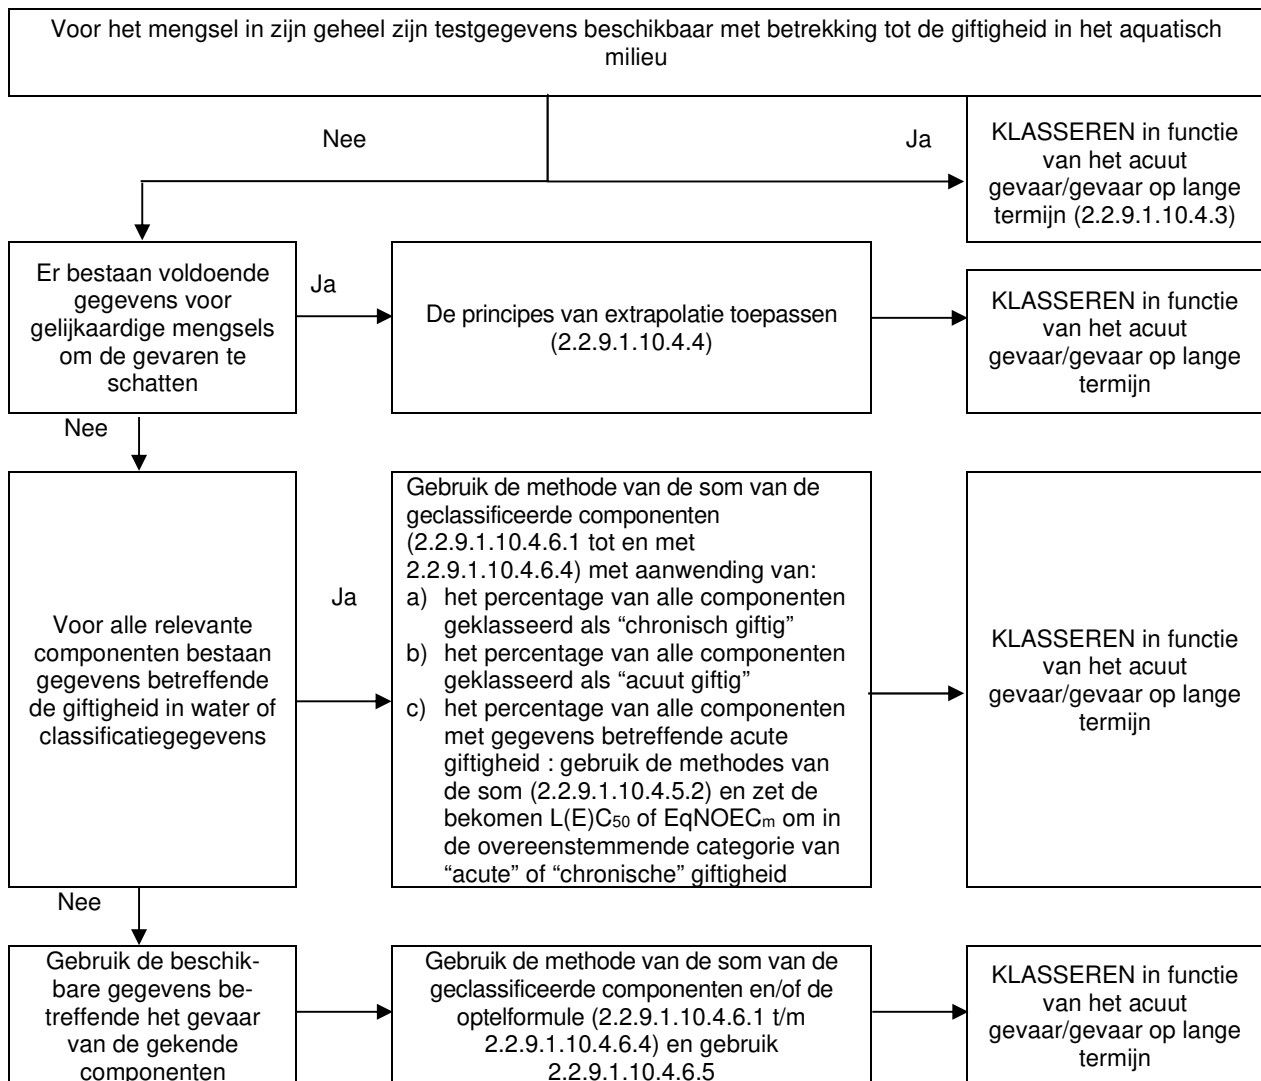 Voor het mengsel in zijn geheel zijn testgegevens beschikbaar met betrekking tot de giftigheid in het aquatisch
milieu
Nee
Ja
KLASSEREN in functie
van het acuut
gevaar/gevaar op lange
termijn (2.2.9.1.10.4.3)
Er bestaan voldoende
gegevens voor
gelijkaardige mengsels
om de gevaren te
schatten
Ja
De principes van extrapolatie toepassen
(2.2.9.1.10.4.4)
KLASSEREN in functie
van het acuut
gevaar/gevaar op lange
termijn
Nee
Voor alle relevante
componenten bestaan
gegevens betreffende
de giftigheid in water of
classificatiegegevens
Ja
Gebruik de methode van de som van de
geclassificeerde componenten
(2.2.9.1.10.4.6.1 tot en met
2.2.9.1.10.4.6.4) met aanwending van:
a) het percentage van alle componenten
geklasseerd als “chronisch giftig”
b) het percentage van alle componenten
geklasseerd als “acuut giftig”
c) het percentage van alle componenten
met gegevens betreffende acute
giftigheid : gebruik de methodes van
de som (2.2.9.1.10.4.5.2) en zet de
bekomen L(E)C₅₀ of EqNOECₘ om in
de overeenstemmende categorie van
“acute” of “chronische” giftigheid
KLASSEREN in functie
van het acuut
gevaar/gevaar op lange
termijn
Nee
Gebruik de beschik-
bare gegevens be-
treffende het gevaar
van de gekende
componenten
Gebruik de methode van de som van de
geclassificeerde componenten en/of de
optelformule (2.2.9.1.10.4.6.1 t/m
2.2.9.1.10.4.6.4) en gebruik
2.2.9.1.10.4.6.5
KLASSEREN in functie
van het acuut
gevaar/gevaar op lange
termijn